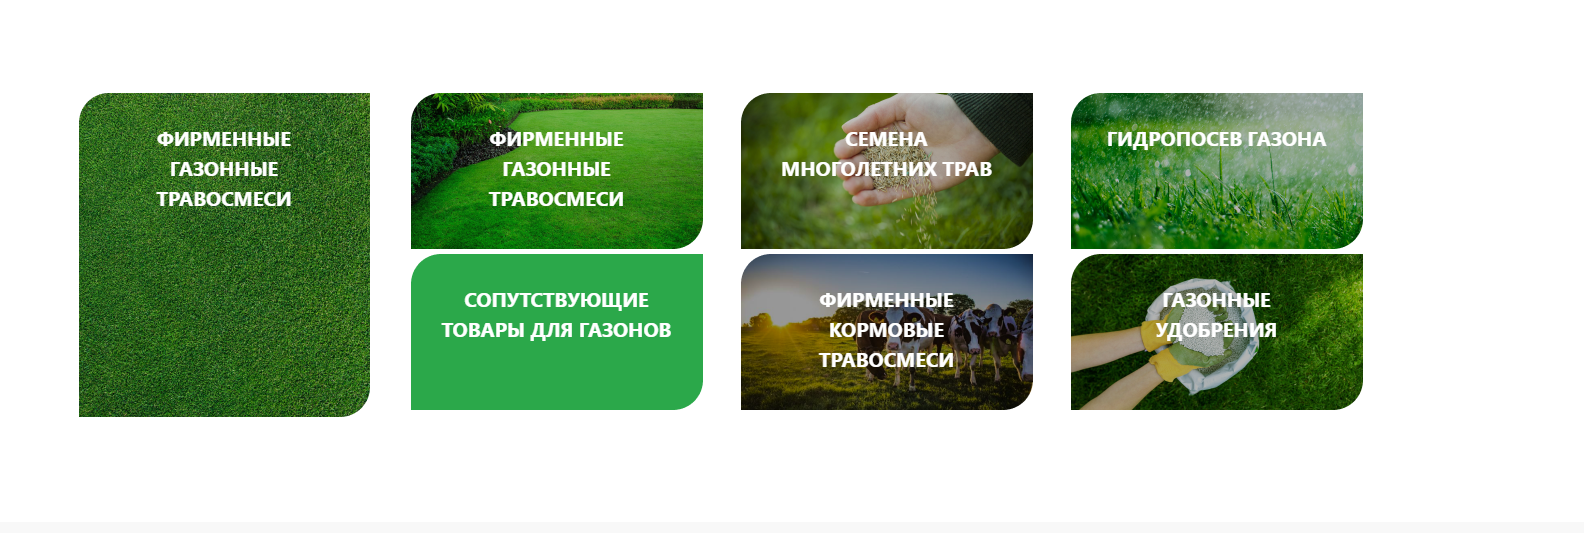 ФИРМЕННЫЕ
ГАЗОННЫЕ
ТРАВОСМЕСИ
ФИРМЕННЫЕ
ГАЗОННЫЕ
ТРАВОСМЕСИ
СЕМЕНА
МНОГОЛЕТНИХ ТРАВ
ГИДРОПОСЕВ ГАЗОНА
СОПУТСТВУЮЩИЕ
ТОВАРЫ ДЛЯ ГАЗОНОВ
ФИРМЕННЫЕ
КОРМОВЫЕ
ТРАВОСМЕСИ
ГАЗОННЫЕ
УДОБРЕНИЯ